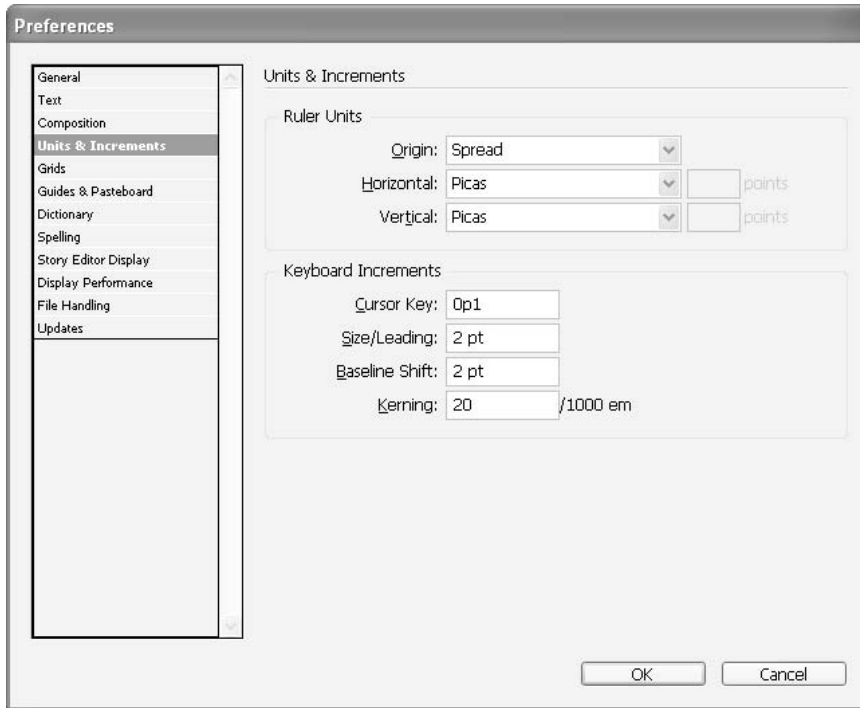 Preferences
General
Text
Composition
Units & Increments
Grids
Guides & Pasteboard
Dictionary
Spelling
Story Editor Display
Display Performance
File Handling
Updates
Units & Increments
Ruler Units
Origin: Spread
Horizontal: Picas points
Vertical: Picas points
Keyboard Increments
Cursor Key: 0p1
Size/Leading: 2 pt
Baseline Shift: 2 pt
Kerning: 20 /1000 em
OK Cancel